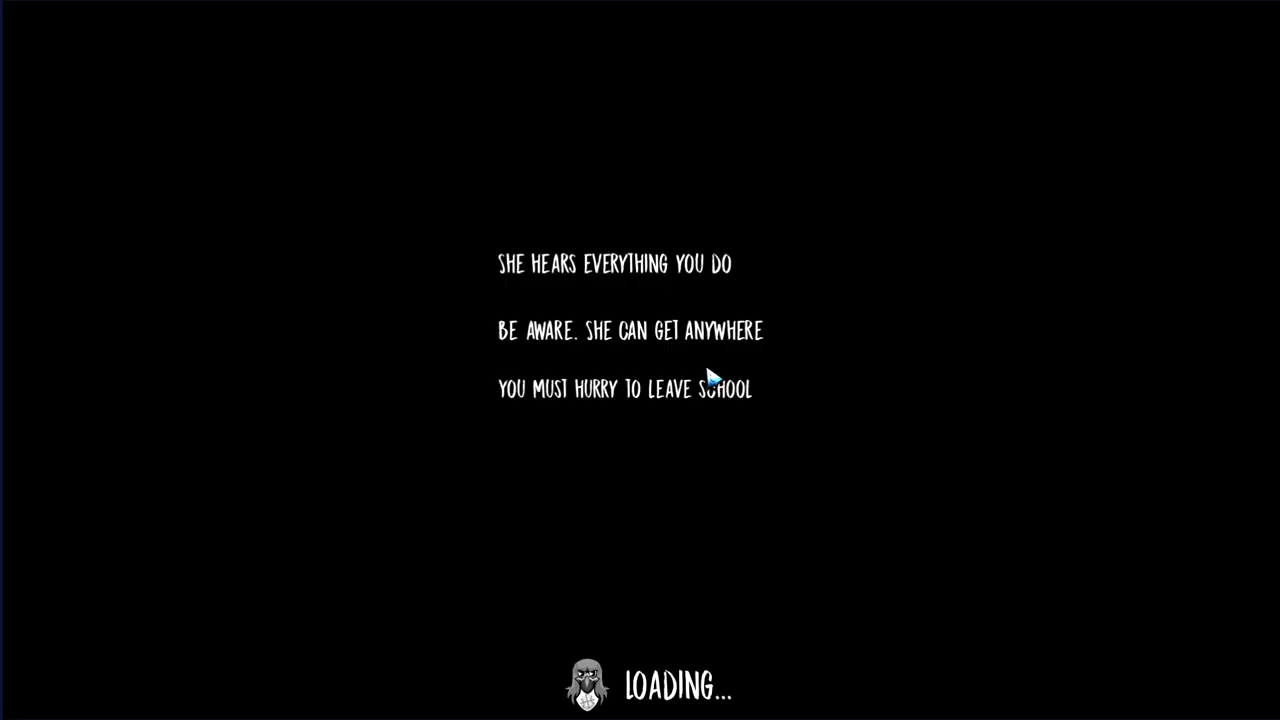 SHE HEARS EVERYTHING YOU DO
BE AWARE. SHE CAN GET ANYWHERE
YOU MUST HURRY TO LEAVE SCHOOL
LOADING...